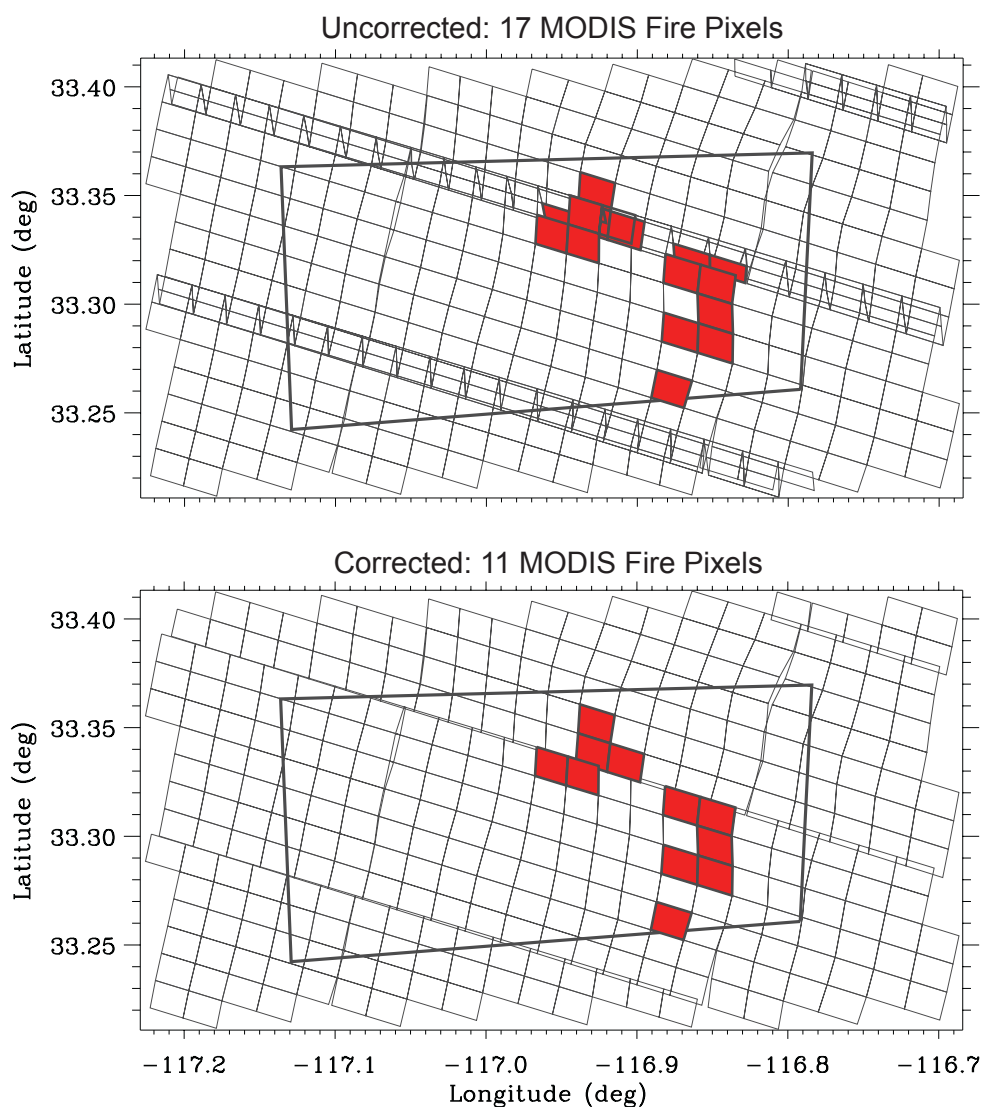 Uncorrected: 17 MODIS Fire Pixels
33.40
33.35
33.30
33.25
Latitude (deg)
Corrected: 11 MODIS Fire Pixels
33.40
33.35
33.30
33.25
Latitude (deg)
−117.2 −117.1 −117.0 −116.9 −116.8 −116.7
Longitude (deg)